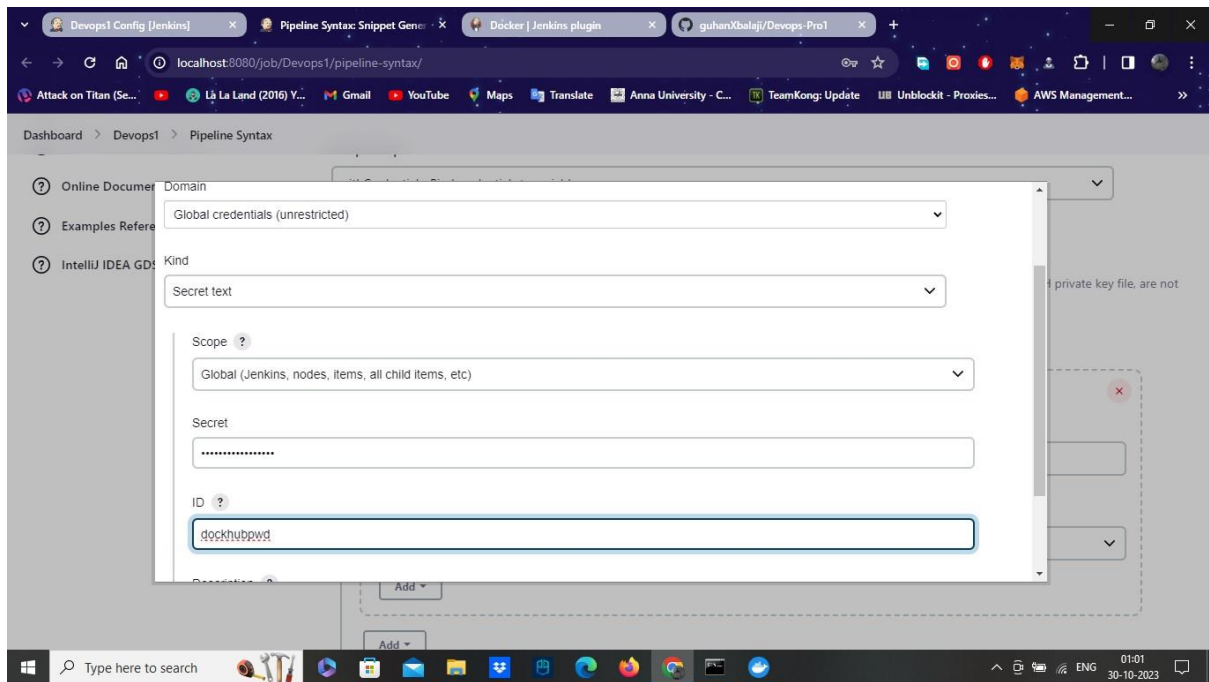 Devops1 Config [Jenkins]
Pipeline Syntax: Snippet Gener
Docker | Jenkins plugin
guhanXbalaji/Devops-Pro1
localhost:8080/job/Devops1/pipeline-syntax/
Attack on Titan (Se...
La La Land (2016) Y...
Gmail
YouTube
Maps
Translate
Anna University - C...
TeamKong: Update
Unblockit - Proxies...
AWS Management...
»
Dashboard > Devops1 > Pipeline Syntax
Online Documen
Domain
Global credentials (unrestricted)
Examples Refere
IntelliJ IDEA GDS
Kind
private key file, are not
Secret text
Scope ?
Global (Jenkins, nodes, items, all child items, etc)
Secret
•••••••••••••••••
ID ?
dockhubpwd
Add
Add
Type here to search
ENG
01:01
30-10-2023